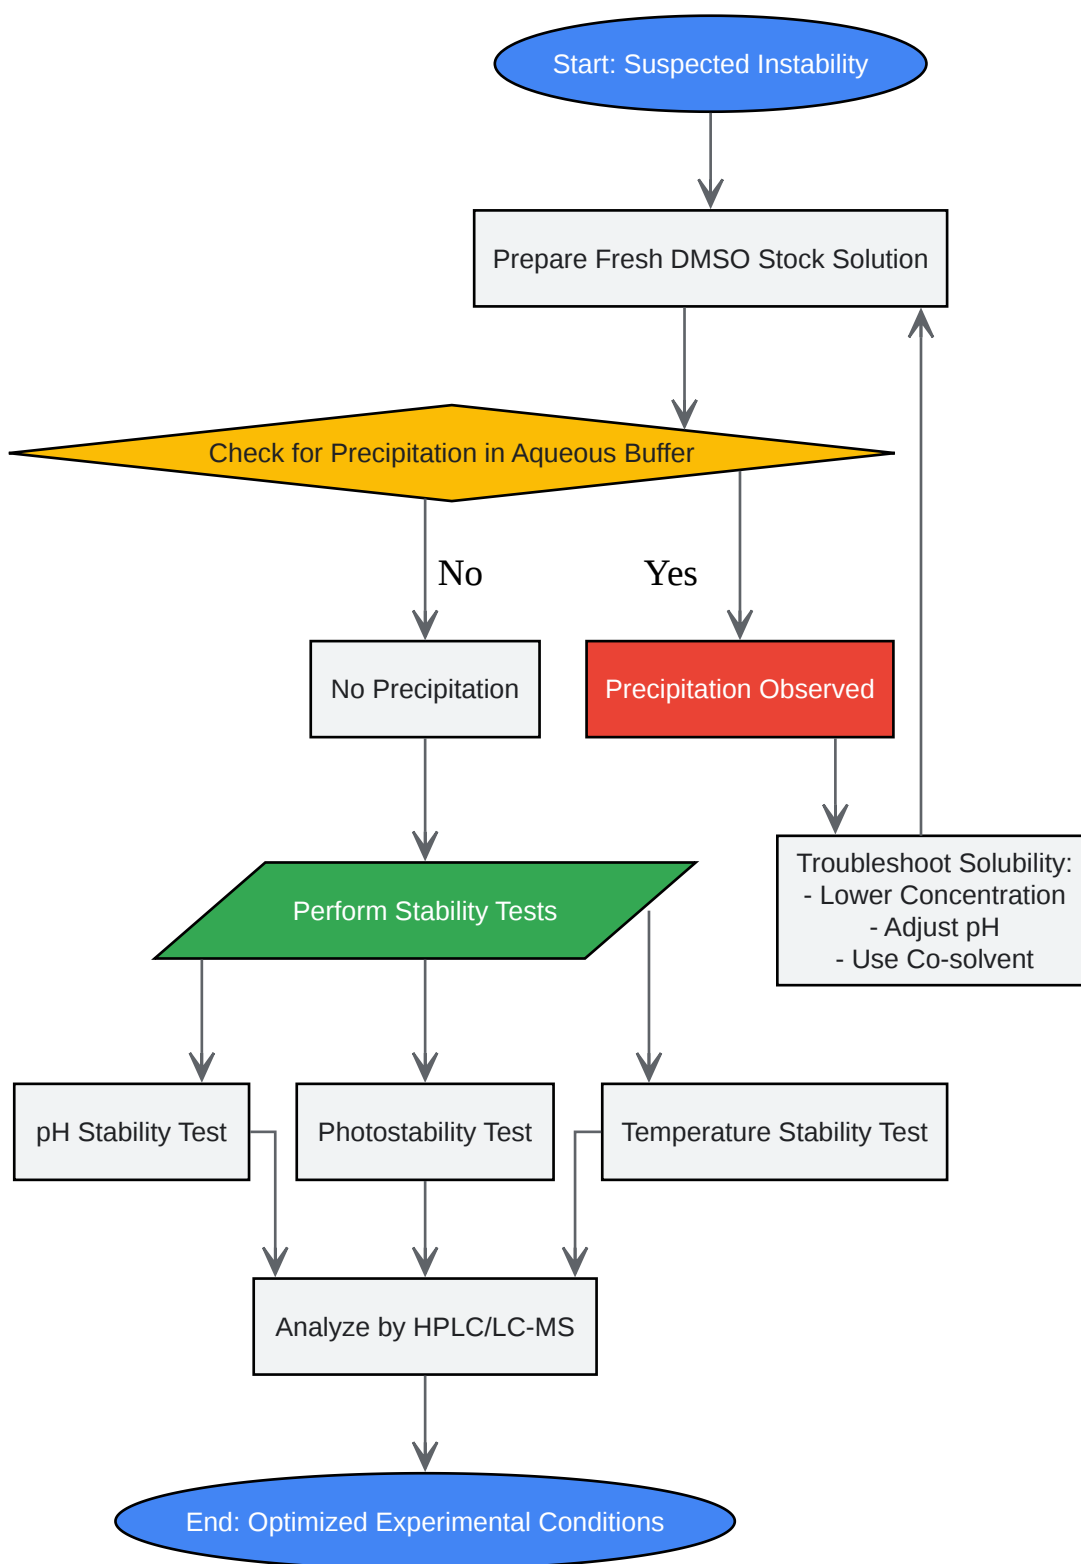 Start: Suspected Instability
Prepare Fresh DMSO Stock Solution
Check for Precipitation in Aqueous Buffer
No
Yes
No Precipitation
Precipitation Observed
Troubleshoot Solubility:
- Lower Concentration
- Adjust pH
- Use Co-solvent
Perform Stability Tests
pH Stability Test
Photostability Test
Temperature Stability Test
Analyze by HPLC/LC-MS
End: Optimized Experimental Conditions